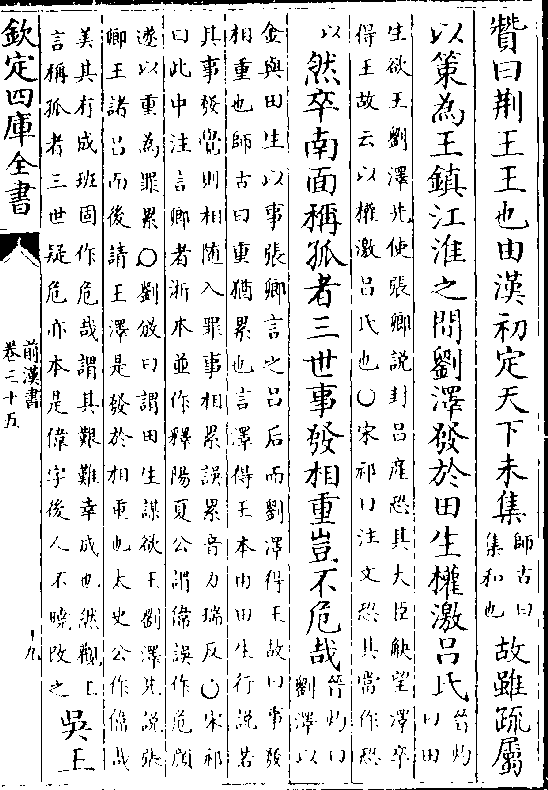 贊曰荆王王也由漢初定天下未集師古曰集和也故雖疏屬
以策為王鎮江淮之間劉澤發於田生權激呂氏晉灼曰田
生欲王劉澤先使張卿說封呂產恐其大臣觖望澤卒
得王故云以權激呂氏也○宋祁曰注文恐其當作恐
以然卒南面稱孤者三世事發相重豈不危哉晉灼曰劉澤以
金與田生以事張卿言之呂后而劉澤得王故曰事發
相重也師古曰重猶累也言澤得王本由田生行說若
其事發覺則相随入罪事相累誤累音力瑞反○宋祁
曰此中注言卿者浙本並作釋陽夏公謂偉誤作危顔
遂以重為罪累○劉攽曰謂田生謀欲王劉澤先說張
卿王諸呂而後請王澤是發於相重也太史公作偉哉
美其有成班固作危哉謂其艱難幸成也然觀上
言稱孤者三世疑危亦本是偉字後人不曉改之吳王
欽定四庫全書
前漢書
卷三十五
十九